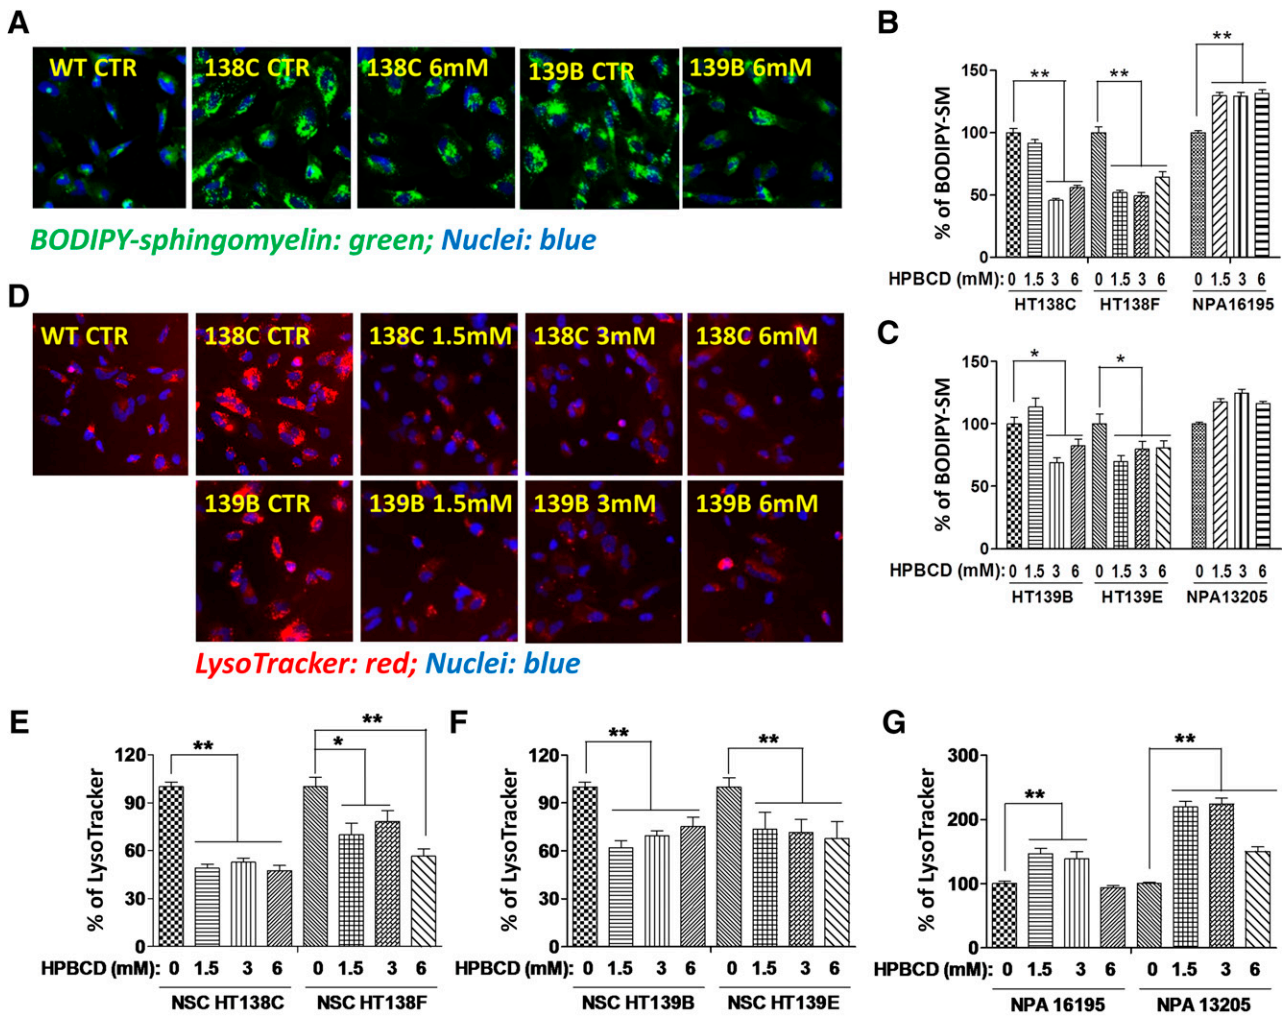 A
WT CTR
138C CTR
138C 6mM
139B CTR
139B 6mM
BODIPY-sphingomyelin: green; Nuclei: blue
B
% of BODIPY-SM
150
100
50
0
**
**
**
HPBCD (mM): 0 1.5 3 6 0 1.5 3 6 0 1.5 3 6
HT138C HT138F NPA16195
C
% of BODIPY-SM
150
100
50
0
*
*
HPBCD (mM): 0 1.5 3 6 0 1.5 3 6 0 1.5 3 6
HT139B HT139E NPA13205
D
WT CTR
138C CTR
138C 1.5mM
138C 3mM
138C 6mM
139B CTR
139B 1.5mM
139B 3mM
139B 6mM
LysoTracker: red; Nuclei: blue
E
% of LysoTracker
120
90
60
30
0
**
**
*
HPBCD (mM): 0 1.5 3 6 0 1.5 3 6
NSC HT138C NSC HT138F
F
% of LysoTracker
120
90
60
30
0
**
**
HPBCD (mM): 0 1.5 3 6 0 1.5 3 6
NSC HT139B NSC HT139E
G
% of LysoTracker
300
200
100
0
**
**
HPBCD (mM): 0 1.5 3 6 0 1.5 3 6
NPA 16195 NPA 13205